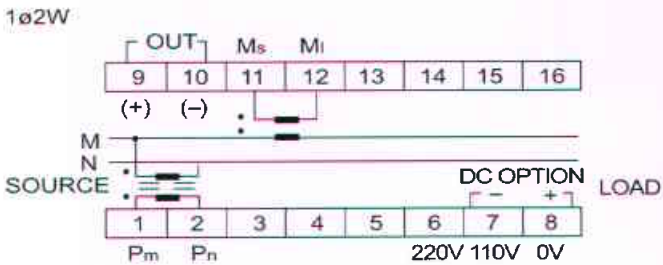 1ø2W
OUT Ms Ml
9 10 11 12 13 14 15 16
(+) (–)
M
N
SOURCE
DC OPTION
LOAD
– +
1 2 3 4 5 6 7 8
Pm Pn 220V 110V 0V